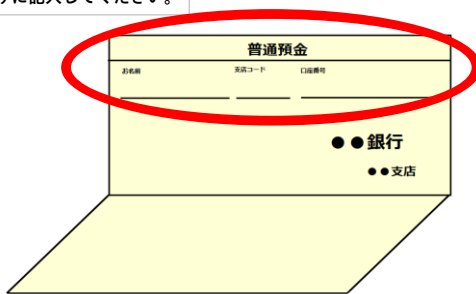 に記入してください。
普通預金
お名前 支店コード 口座番号
●●銀行
●●支店